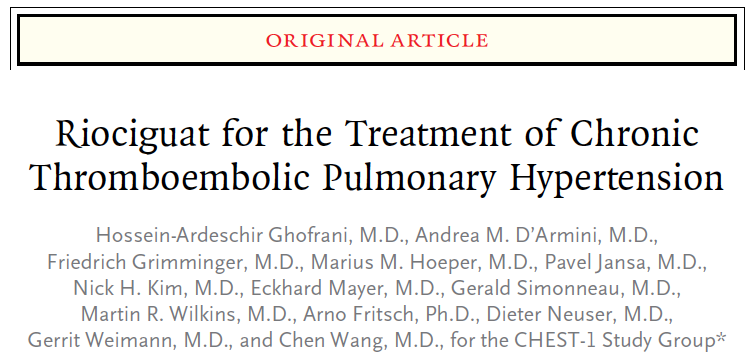 ORIGINAL ARTICLE
Riociguat for the Treatment of Chronic
Thromboembolic Pulmonary Hypertension
Hossein-Ardeschir Ghofrani, M.D., Andrea M. D’Armini, M.D.,
Friedrich Grimminger, M.D., Marius M. Hoeper, M.D., Pavel Jansa, M.D.,
Nick H. Kim, M.D., Eckhard Mayer, M.D., Gerald Simonneau, M.D.,
Martin R. Wilkins, M.D., Arno Fritsch, Ph.D., Dieter Neuser, M.D.,
Gerrit Weimann, M.D., and Chen Wang, M.D., for the CHEST-1 Study Group*